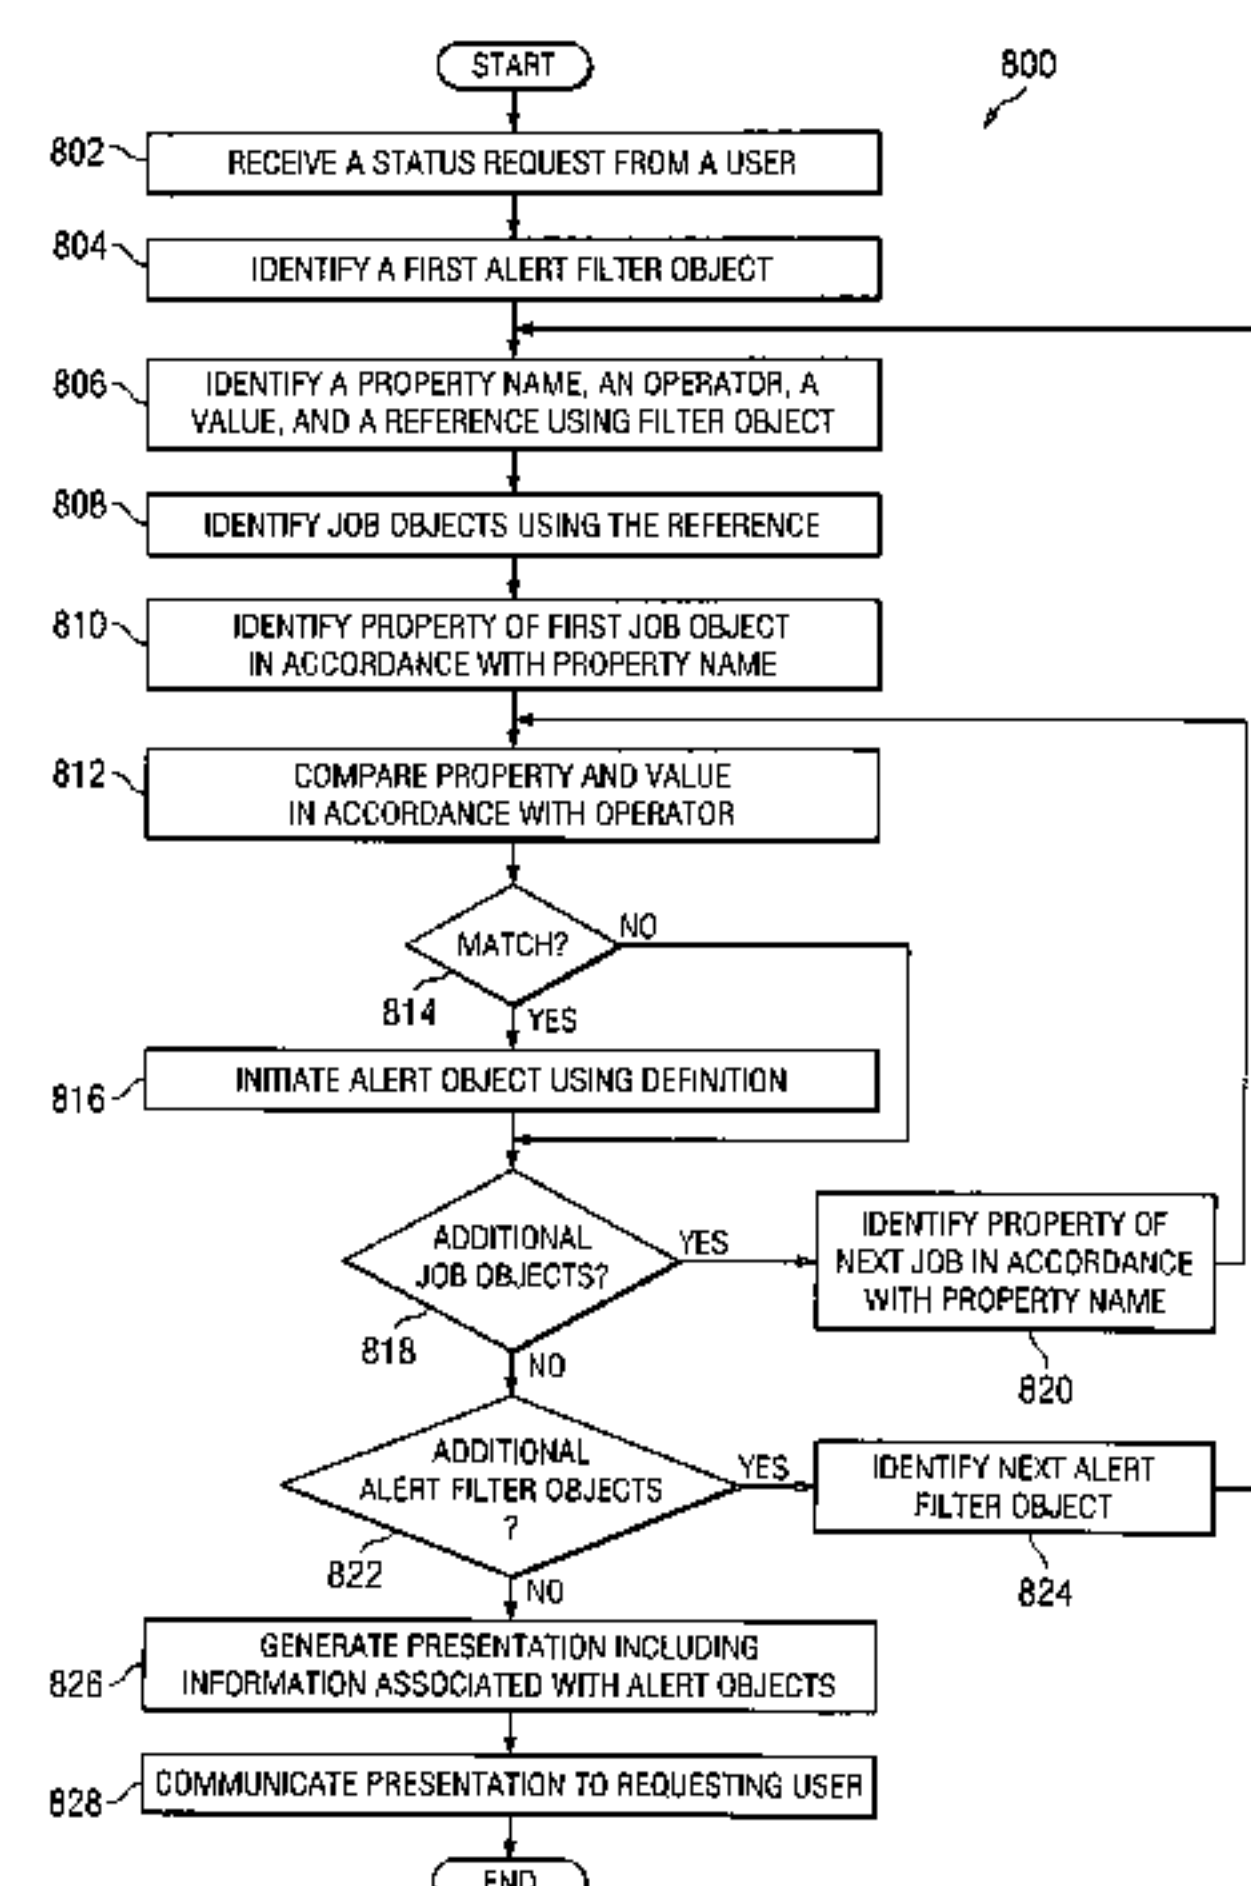 START
800
802
RECEIVE A STATUS REQUEST FROM A USER
804
IDENTIFY A FIRST ALERT FILTER OBJECT
806
IDENTIFY A PROPERTY NAME, AN OPERATOR, A
VALUE, AND A REFERENCE USING FILTER OBJECT
808
IDENTIFY JOB OBJECTS USING THE REFERENCE
810
IDENTIFY PROPERTY OF FIRST JOB OBJECT
IN ACCORDANCE WITH PROPERTY NAME
812
COMPARE PROPERTY AND VALUE
IN ACCORDANCE WITH OPERATOR
MATCH?
NO
814
YES
816
INITIATE ALERT OBJECT USING DEFINITION
ADDITIONAL
JOB OBJECTS?
YES
818
NO
IDENTIFY PROPERTY OF
NEXT JOB IN ACCORDANCE
WITH PROPERTY NAME
820
ADDITIONAL
ALERT FILTER OBJECTS
?
YES
822
NO
IDENTIFY NEXT ALERT
FILTER OBJECT
824
826
GENERATE PRESENTATION INCLUDING
INFORMATION ASSOCIATED WITH ALERT OBJECTS
828
COMMUNICATE PRESENTATION TO REQUESTING USER
END